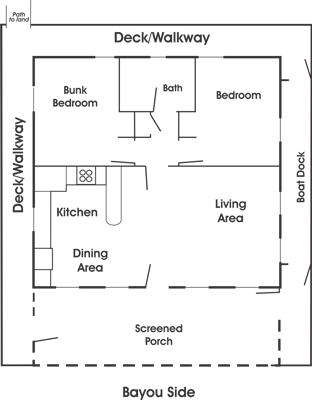 Path
to land
Deck/Walkway
Bunk
Bedroom
Bath
Bedroom
Deck/Walkway
Boat Dock
Kitchen
Living
Area
Dining
Area
Screened
Porch
Bayou Side